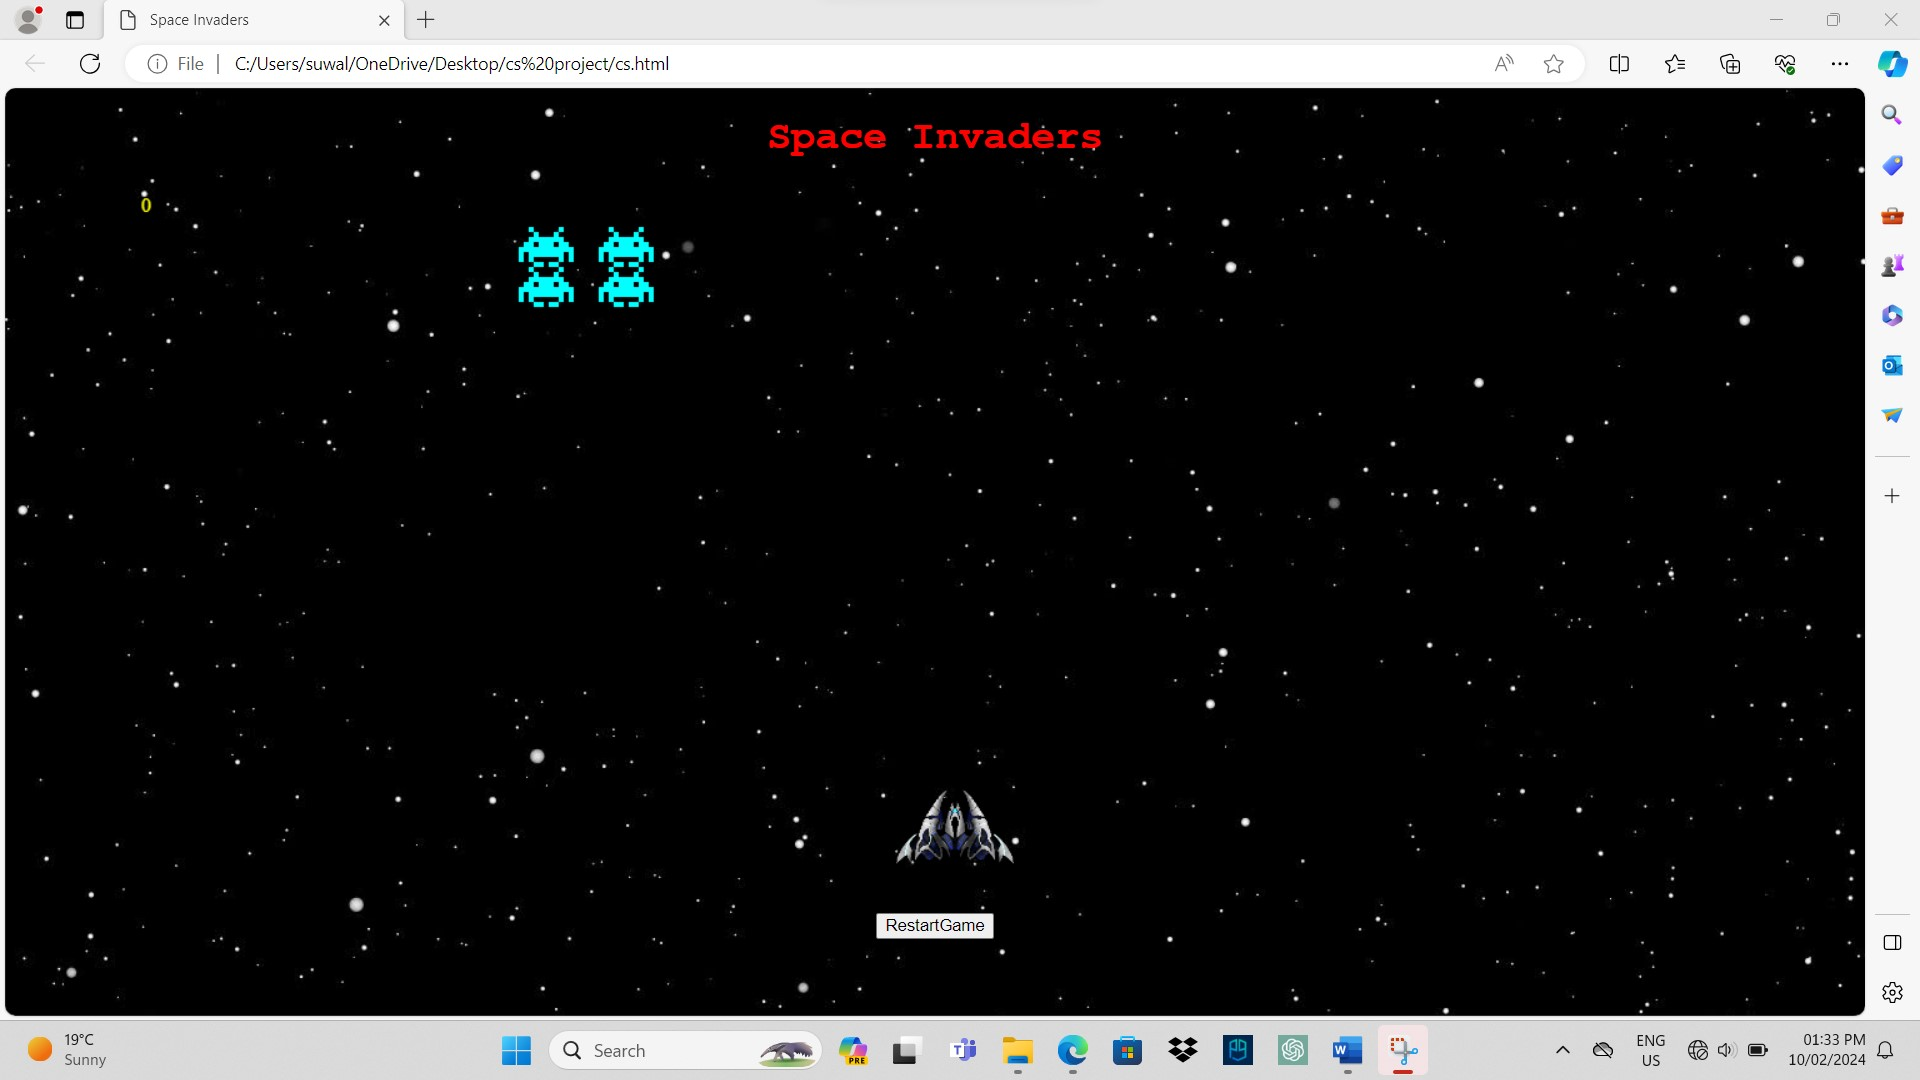 Space Invaders
File
C:/Users/suwal/OneDrive/Desktop/cs%20project/cs.html
Space Invaders
0
RestartGame
19°C
Sunny
Search
PRE
ENG
US
01:33 PM
10/02/2024